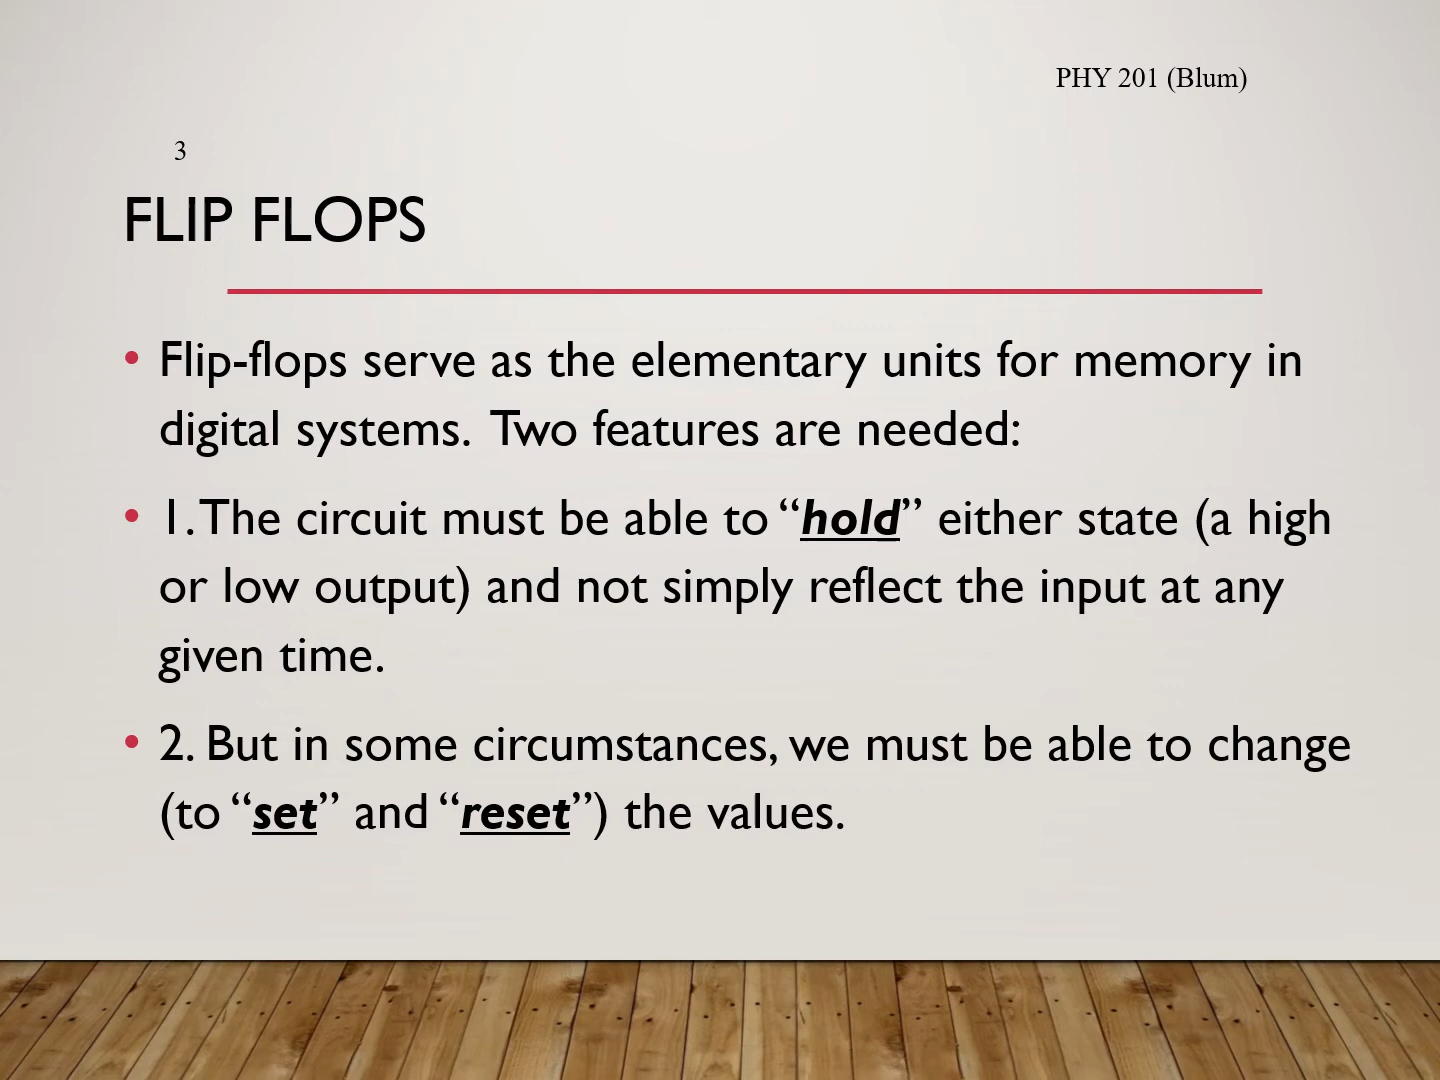 PHY 201 (Blum)
3
FLIP FLOPS
• Flip-flops serve as the elementary units for memory in
digital systems.  Two features are needed:
• 1. The circuit must be able to “hold” either state (a high
or low output) and not simply reflect the input at any
given time.
• 2. But in some circumstances, we must be able to change
(to “set” and “reset”) the values.